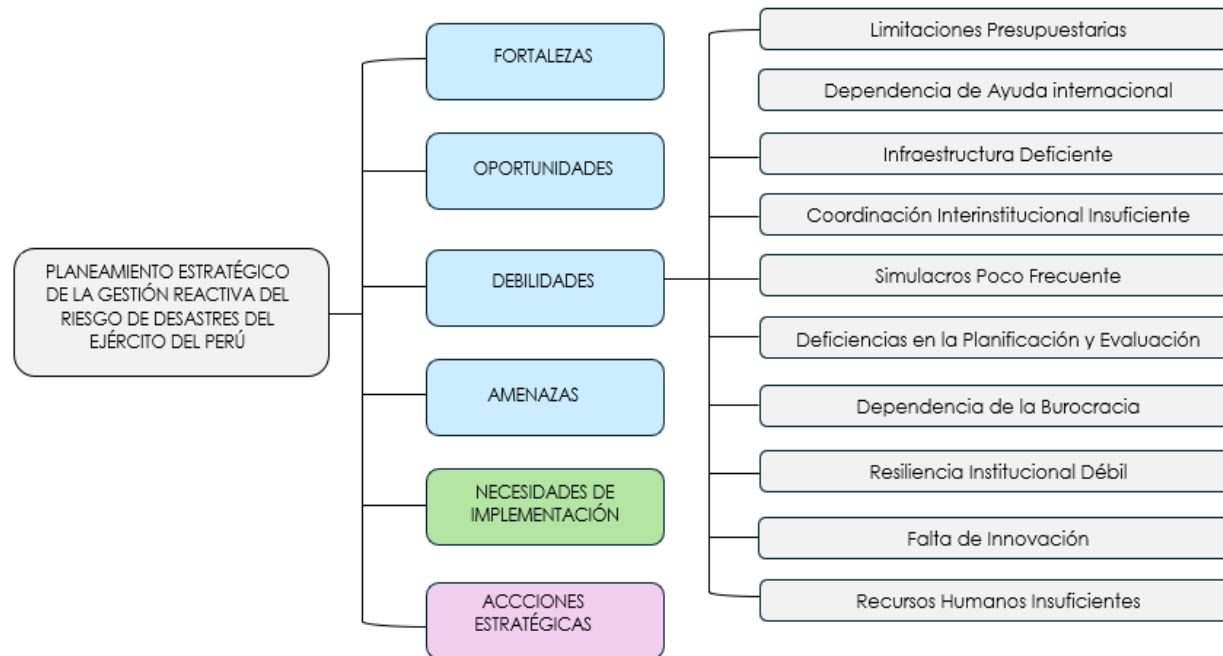 PLANEAMIENTO ESTRATÉGICO
DE LA GESTIÓN REACTIVA DEL
RIESGO DE DESASTRES DEL
EJÉRCITO DEL PERÚ
FORTALEZAS
OPORTUNIDADES
DEBILIDADES
AMENAZAS
NECESIDADES DE
IMPLEMENTACIÓN
ACCCIONES
ESTRATÉGICAS
Limitaciones Presupuestarias
Dependencia de Ayuda internacional
Infraestructura Deficiente
Coordinación Interinstitucional Insuficiente
Simulacros Poco Frecuente
Deficiencias en la Planificación y Evaluación
Dependencia de la Burocracia
Resiliencia Institucional Débil
Falta de Innovación
Recursos Humanos Insuficientes